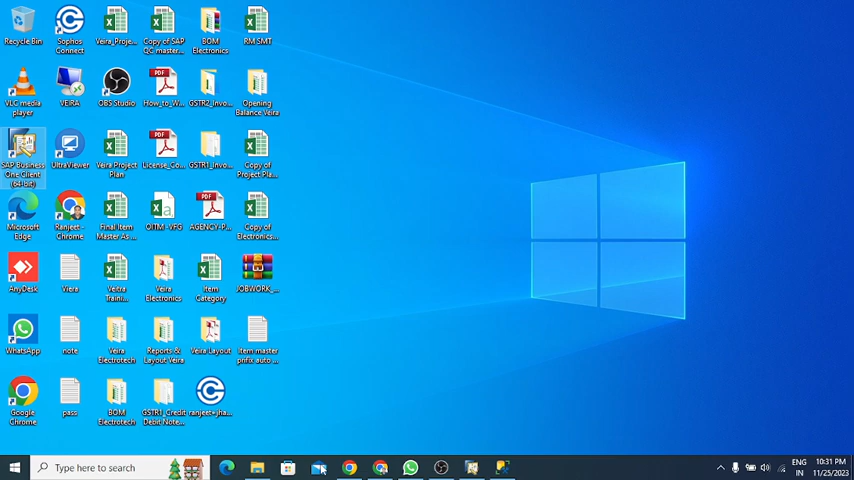 Recycle Bin
Sophos
Connect
Veira_Proje...
Copy of SAP
QC master...
BOM
Electronics
RM.SMT
VLC media
player
VEIRA
OBS Studio
How_to_W...
GSTR2_Invo...
Opening
Balance Veira
SAP Business
One Client
(64-bit)
UltraViewer
Veira Project
Plan
License_Co...
GSTR1_Invo...
Copy of
Project Pla...
Microsoft
Edge
Ranjeet -
Chrome
Final Item
Master As ...
OITM -VFG
AGENCY-P...
Copy of
Electronics...
AnyDesk
Viera
Veitra
Traini...
Veira
Electronics
Item
Category
JOBWORK_...
WhatsApp
note
Veira
Electrotech
Reports &
Layout Veira
Veira Layout
Item master
prifix auto ...
Google
Chrome
pass
BOM
Electrotech
GSTR1_Credit
Debit Note...
ranjeet+jha...
Type here to search
ENG
IN
10:31 PM
11/25/2023